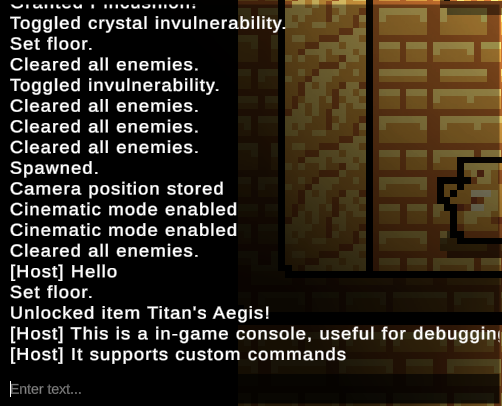 Granted Pincushion!
Toggled crystal invulnerability.
Set floor.
Cleared all enemies.
Toggled invulnerability.
Cleared all enemies.
Cleared all enemies.
Cleared all enemies.
Spawned.
Camera position stored
Cinematic mode enabled
Cinematic mode enabled
Cleared all enemies.
[Host] Hello
Set floor.
Unlocked item Titan's Aegis!
[Host] This is a in-game console, useful for debugging
[Host] It supports custom commands
Enter text...